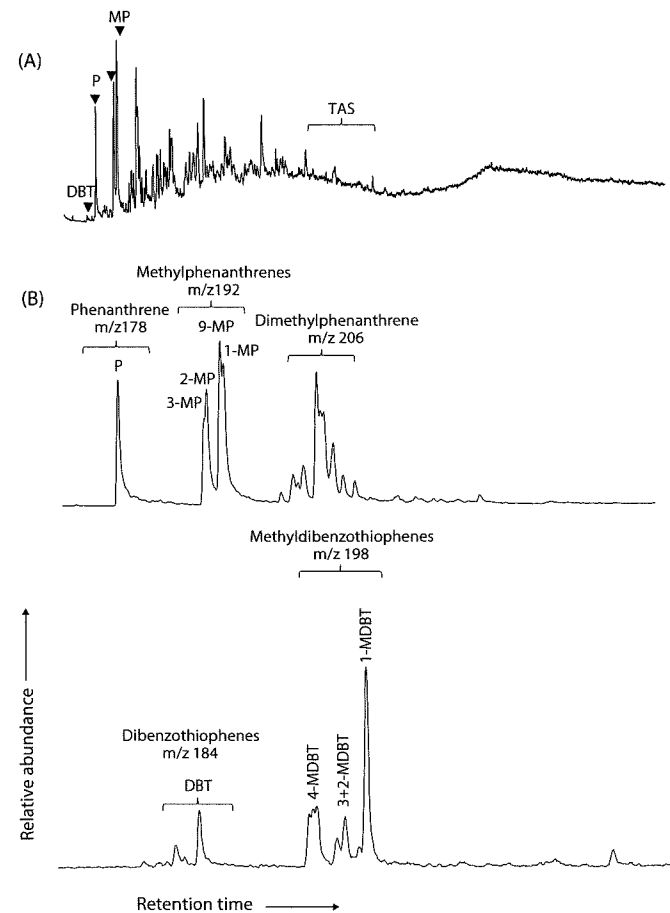 MP
(A)
P
TAS
DBT
Methylphenanthrenes
m/z192
(B)
Phenanthrene
m/z178
9-MP
Dimethylphenanthrene
m/z 206
P
1-MP
2-MP
3-MP
Methyldibenzothiophenes
m/z 198
1-MDBT
Dibenzothiophenes
m/z 184
4-MDBT
3+2-MDBT
DBT
Relative abundance
Retention time